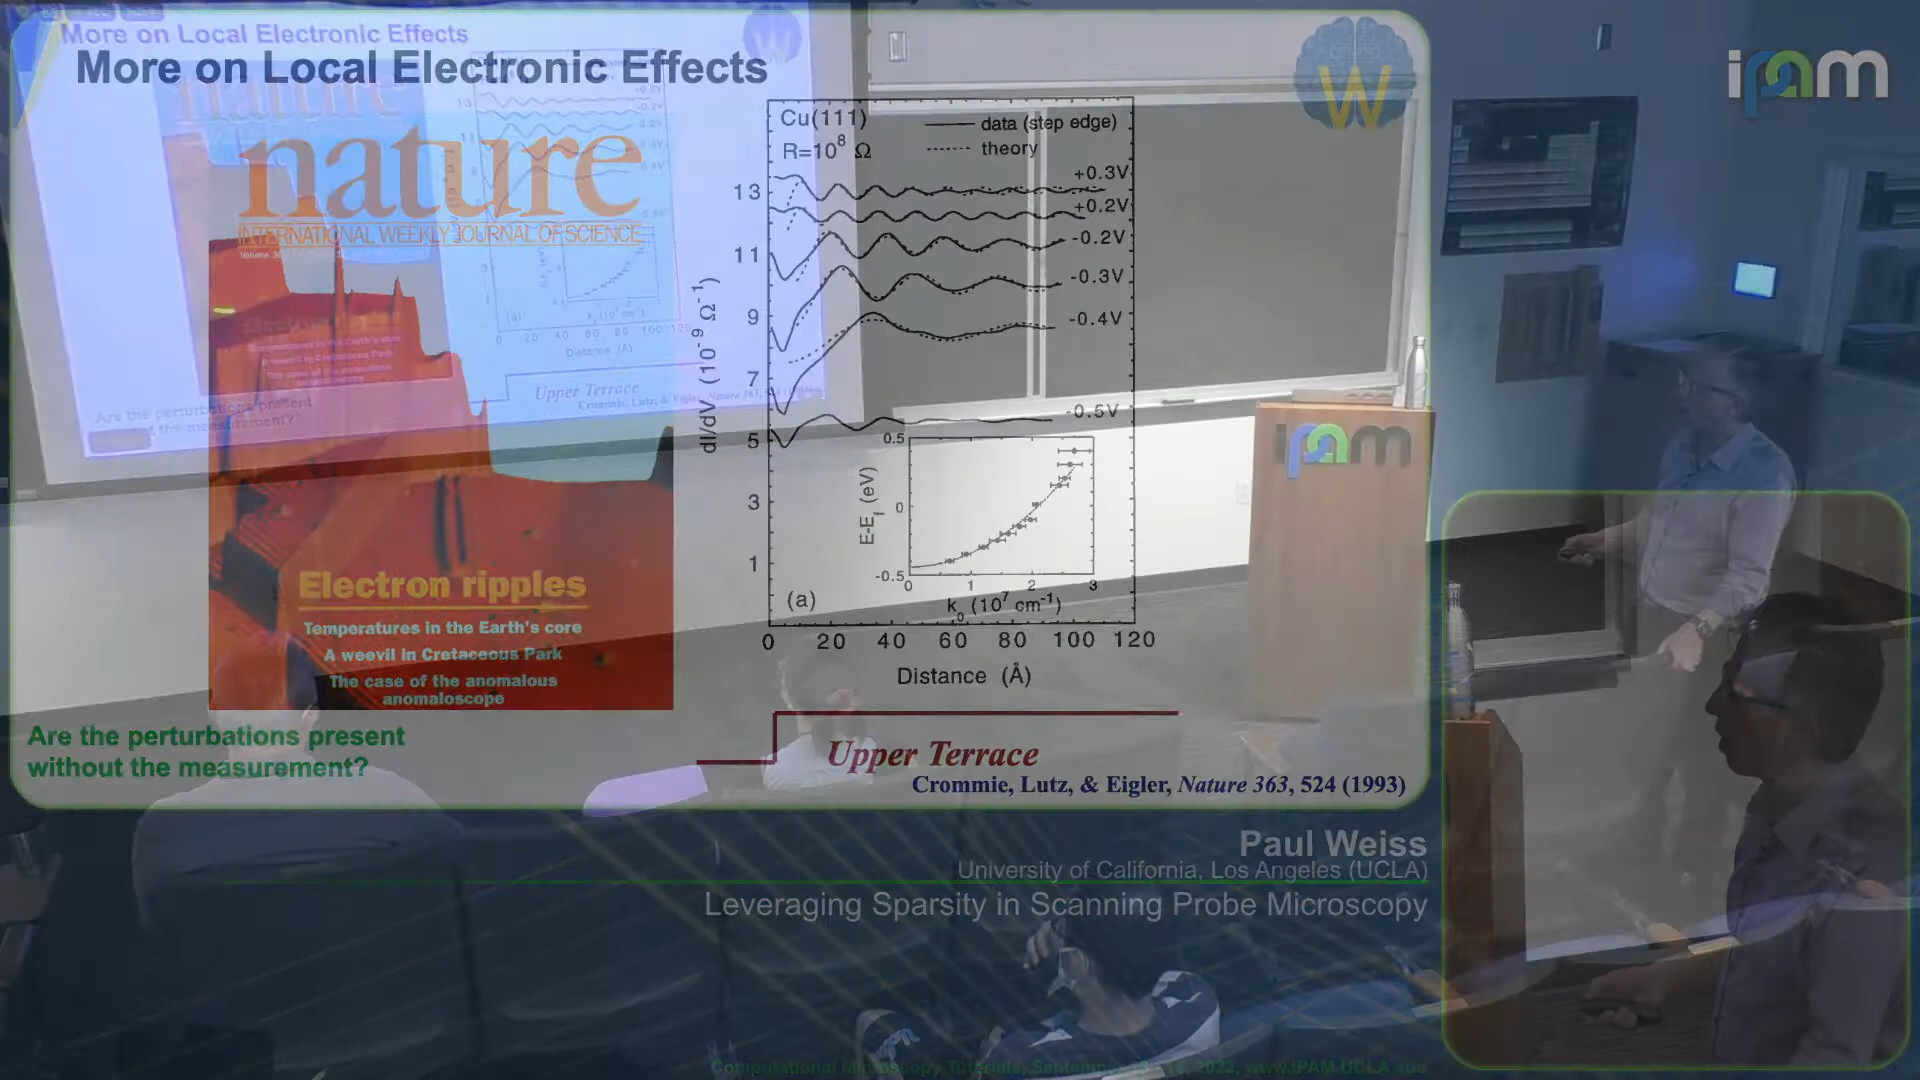 More on Local Electronic Effects
More on Local Electronic Effects
W
ipam
nature
INTERNATIONAL WEEKLY JOURNAL OF SCIENCE
Electron ripples
Temperatures in the Earth's core
A weevil in Cretaceous Park
The case of the anomalous
anomaloscope
Are the perturbations present
without the measurement?
Cu(111)
R=10⁸ Ω
data (step edge)
theory
+0.3V
+0.2V
-0.2V
-0.3V
-0.4V
-0.5V
dI/dV (10⁻⁹ Ω⁻¹)
13
11
9
7
5
3
1
E-E_f (eV)
0.5
0
-0.5
0 1 2 3
k₀ (10⁷ cm⁻¹)
(a)
0 20 40 60 80 100 120
Distance (Å)
Upper Terrace
Crommie, Lutz, & Eigler, Nature 363, 524 (1993)
Upper Terrace
Distance (Å)
ipam
Paul Weiss
University of California, Los Angeles (UCLA)
Leveraging Sparsity in Scanning Probe Microscopy